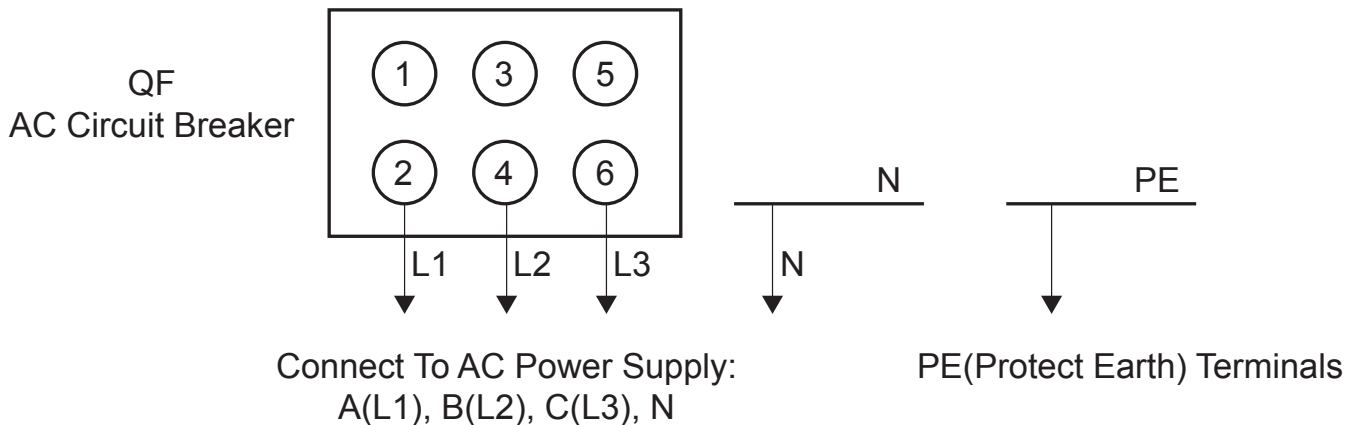 QF
AC Circuit Breaker
1 3 5
2 4 6
N
PE
L1 L2 L3 N
Connect To AC Power Supply:
A(L1), B(L2), C(L3), N
PE(Protect Earth) Terminals